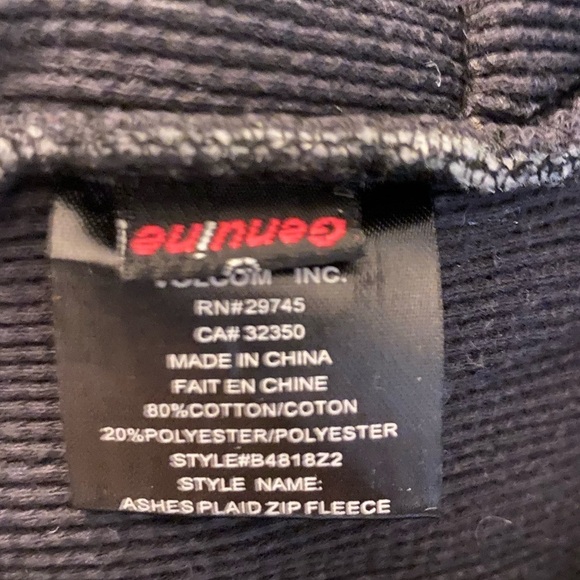 Genuine
VOLCOM INC.
RN#29745
CA# 32350
MADE IN CHINA
FAIT EN CHINE
80%COTTON/COTON
20%POLYESTER/POLYESTER
STYLE#B4818Z2
STYLE NAME:
ASHES PLAID ZIP FLEECE